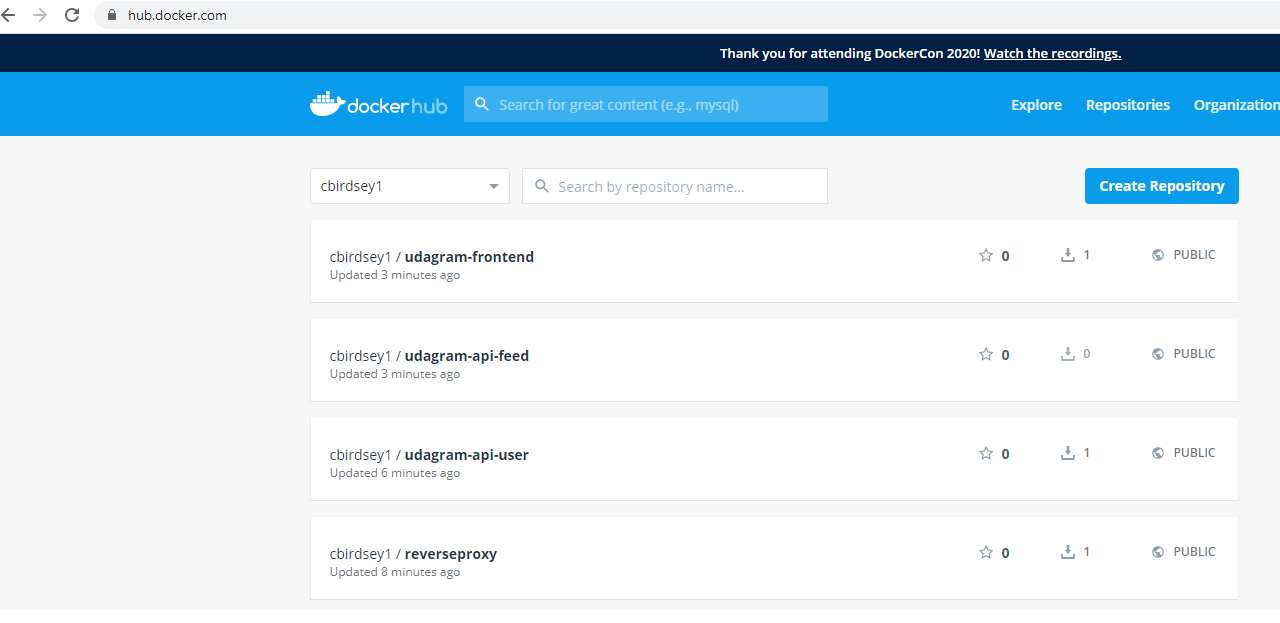 hub.docker.com
Thank you for attending DockerCon 2020! Watch the recordings.
docker hub
Search for great content (e.g., mysql)
Explore Repositories Organization
cbirdsey1
Search by repository name...
Create Repository
cbirdsey1 / udagram-frontend
Updated 3 minutes ago
0
1
PUBLIC
cbirdsey1 / udagram-api-feed
Updated 3 minutes ago
0
0
PUBLIC
cbirdsey1 / udagram-api-user
Updated 6 minutes ago
0
1
PUBLIC
cbirdsey1 / reverseproxy
Updated 8 minutes ago
0
1
PUBLIC